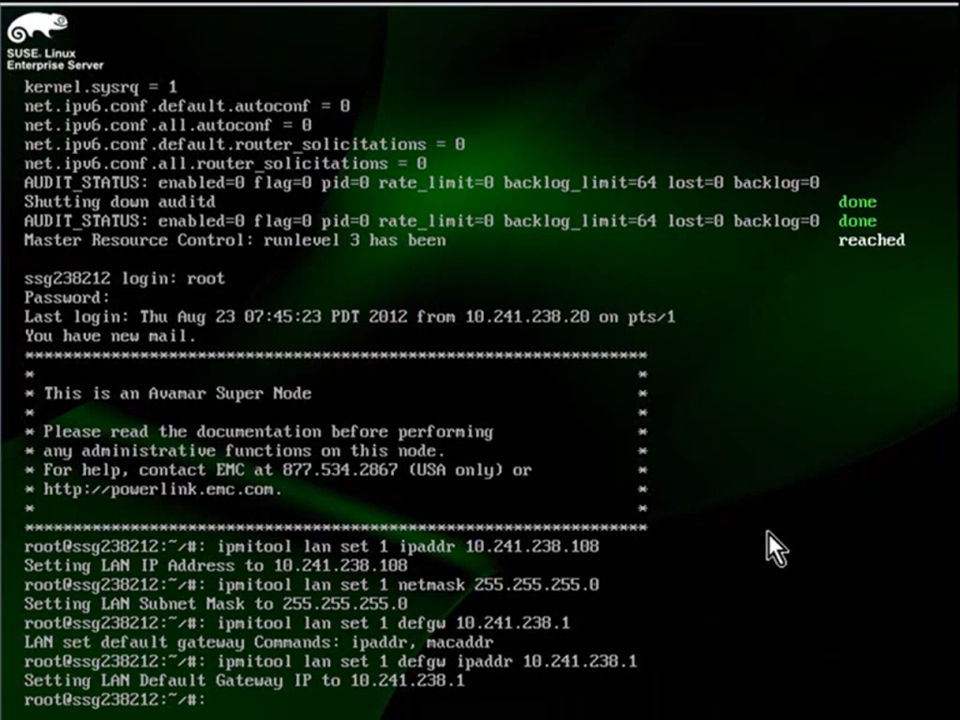 SUSE. Linux
Enterprise Server
kernel.sysrq = 1
net.ipv6.conf.default.autoconf = 0
net.ipv6.conf.all.autoconf = 0
net.ipv6.conf.default.router_solicitations = 0
net.ipv6.conf.all.router_solicitations = 0
AUDIT_STATUS: enabled=0 flag=0 pid=0 rate_limit=0 backlog_limit=64 lost=0 backlog=0
Shutting down auditd done
AUDIT_STATUS: enabled=0 flag=0 pid=0 rate_limit=0 backlog_limit=64 lost=0 backlog=0 done
Master Resource Control: runlevel 3 has been reached
ssg238212 login: root
Password:
Last login: Thu Aug 23 07:45:23 PDT 2012 from 10.241.238.20 on pts/1
You have new mail.
*****************************************************************
* *
* This is an Avamar Super Node *
* *
* Please read the documentation before performing *
* any administrative functions on this node. *
* For help, contact EMC at 877.534.2867 (USA only) or *
* http://powerlink.emc.com. *
* *
*****************************************************************
root@ssg238212:~/#: ipmitool lan set 1 ipaddr 10.241.238.108
Setting LAN IP Address to 10.241.238.108
root@ssg238212:~/#: ipmitool lan set 1 netmask 255.255.255.0
Setting LAN Subnet Mask to 255.255.255.0
root@ssg238212:~/#: ipmitool lan set 1 defgw 10.241.238.1
LAN set default gateway Commands: ipaddr, macaddr
root@ssg238212:~/#: ipmitool lan set 1 defgw ipaddr 10.241.238.1
Setting LAN Default Gateway IP to 10.241.238.1
root@ssg238212:~/#: